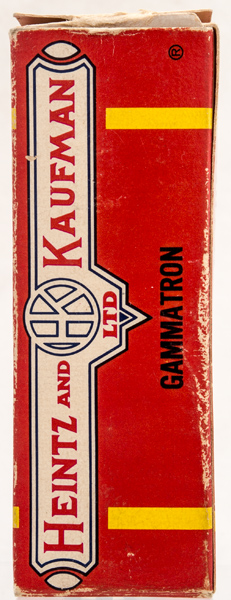 HEINTZ AND KAUFMAN
LTD
HK
GAMMATRON
®